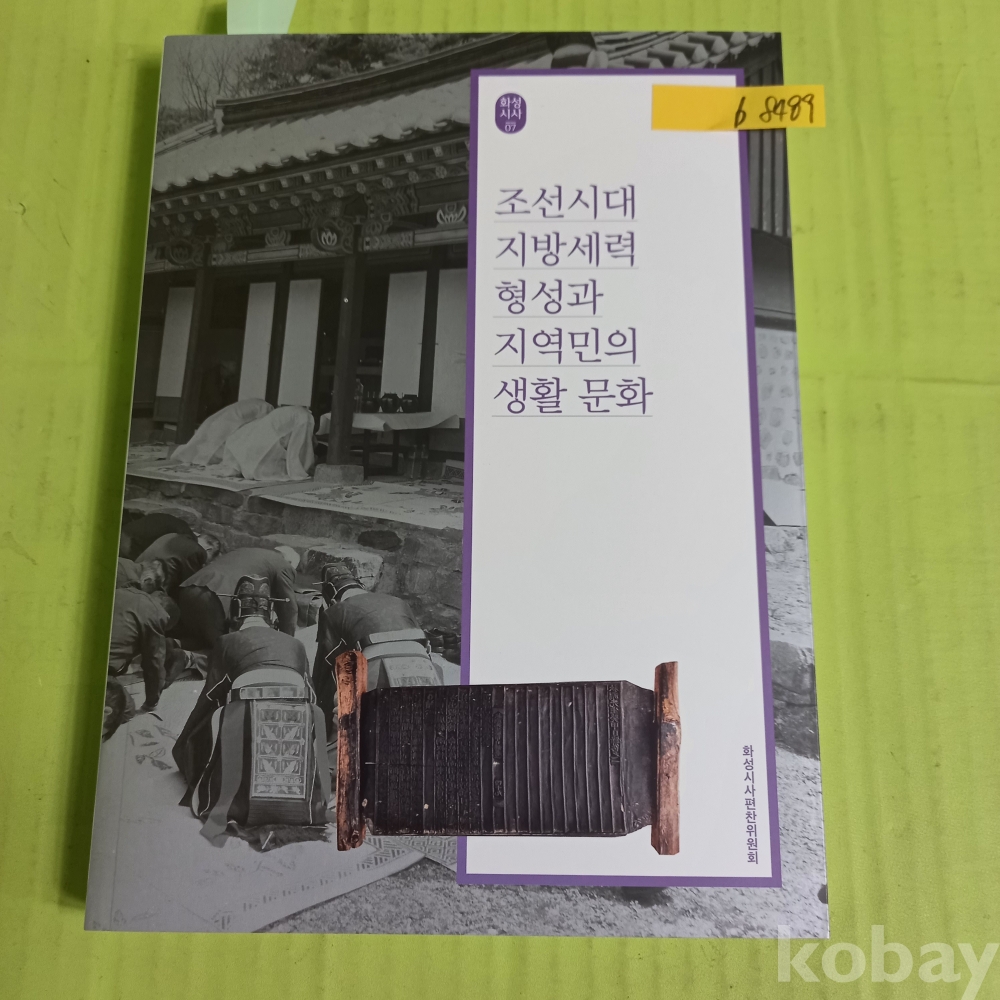 화성
시사
07
b 8489
조선시대
지방세력
형성과
지역민의
생활 문화
화성시사편찬위원회
kobay